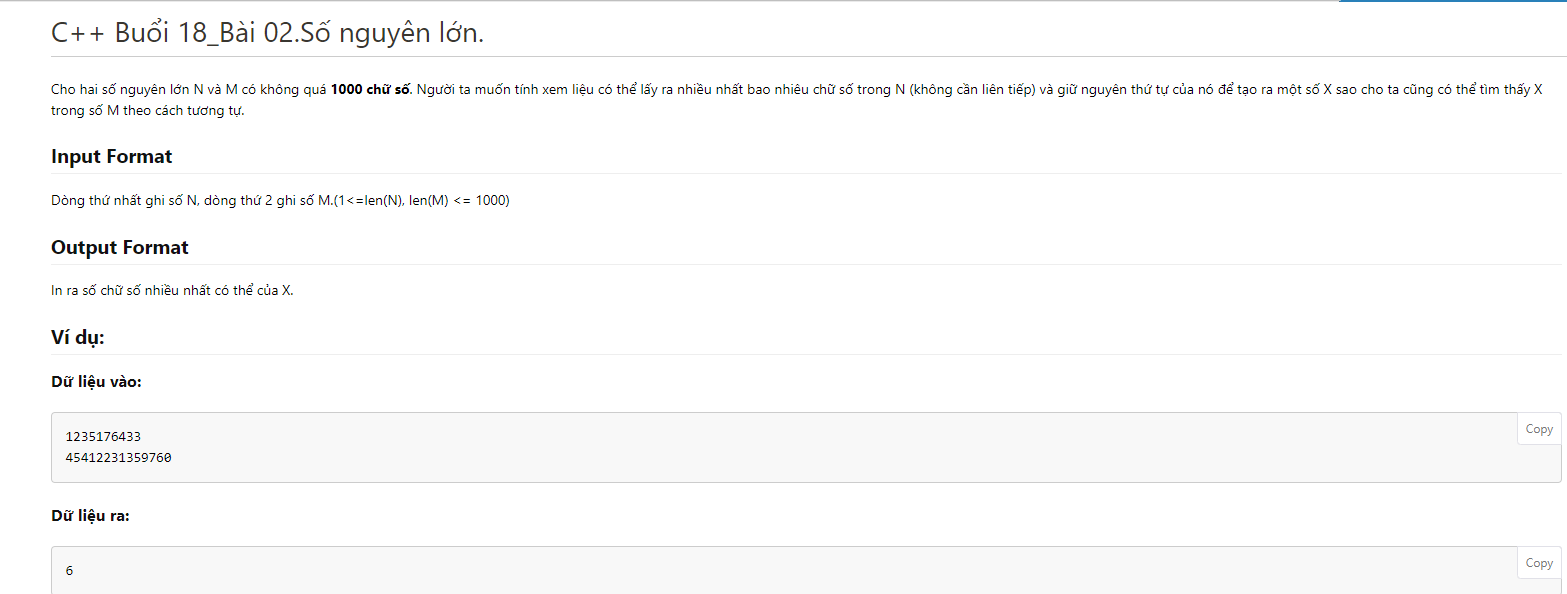 C++ Buổi 18_Bài 02.Số nguyên lớn.
Cho hai số nguyên lớn N và M có không quá 1000 chữ số. Người ta muốn tính xem liệu có thể lấy ra nhiều nhất bao nhiêu chữ số trong N (không cần liên tiếp) và giữ nguyên thứ tự của nó để tạo ra một số X sao cho ta cũng có thể tìm thấy X
trong số M theo cách tương tự.
Input Format
Dòng thứ nhất ghi số N, dòng thứ 2 ghi số M.(1<=len(N), len(M) <= 1000)
Output Format
In ra số chữ số nhiều nhất có thể của X.
Ví dụ:
Dữ liệu vào:
Copy
1235176433
45412231359760
Dữ liệu ra:
Copy
6